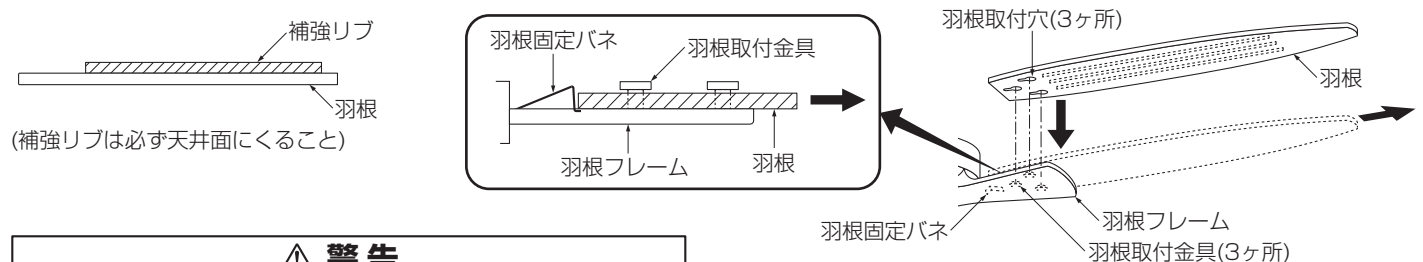 補強リブ
羽根
(補強リブは必ず天井面にくること)
羽根固定バネ
羽根取付金具
羽根フレーム
羽根
羽根取付穴(3ヶ所)
羽根
羽根固定バネ
羽根フレーム
羽根取付金具(3ヶ所)
⚠ 警告